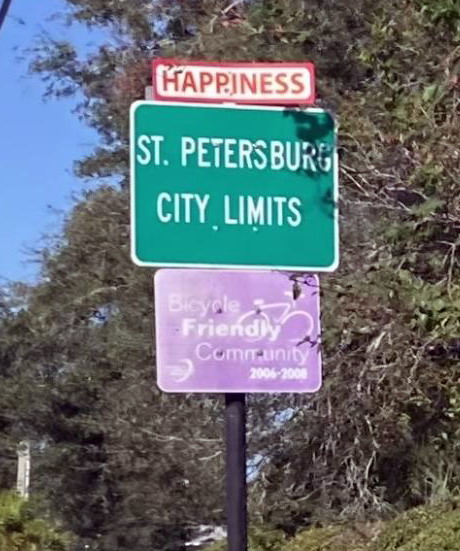 HAPPINESS
ST. PETERSBURG
CITY LIMITS
Bicycle
Friendly
Community
2006-2008